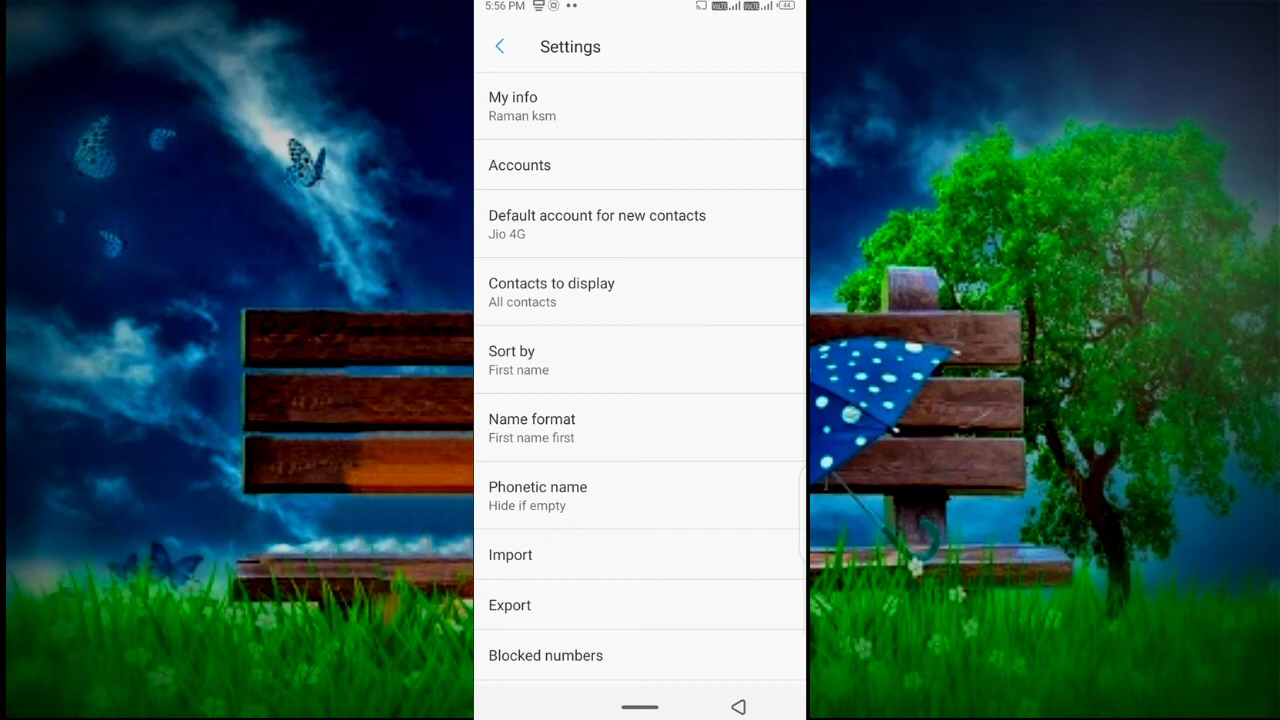 5:56 PM
44
Settings
My info
Raman ksm
Accounts
Default account for new contacts
Jio 4G
Contacts to display
All contacts
Sort by
First name
Name format
First name first
Phonetic name
Hide if empty
Import
Export
Blocked numbers